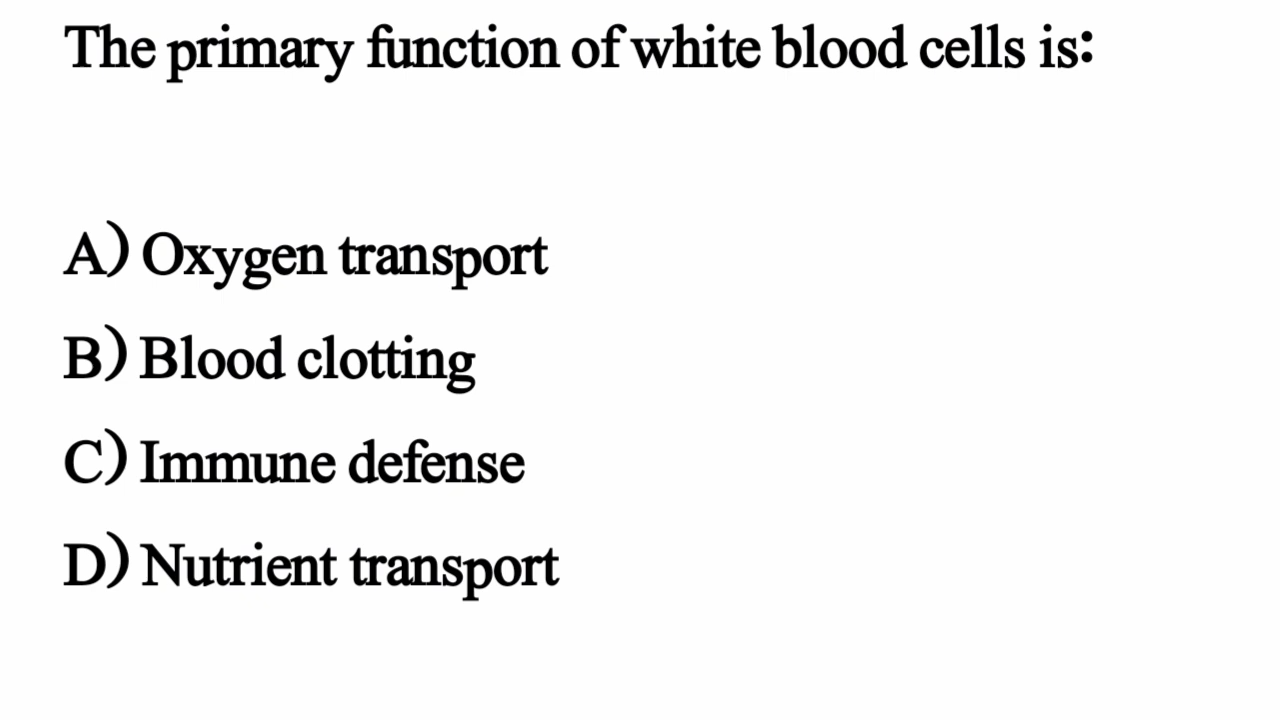 The primary function of white blood cells is:
A) Oxygen transport
B) Blood clotting
C) Immune defense
D) Nutrient transport